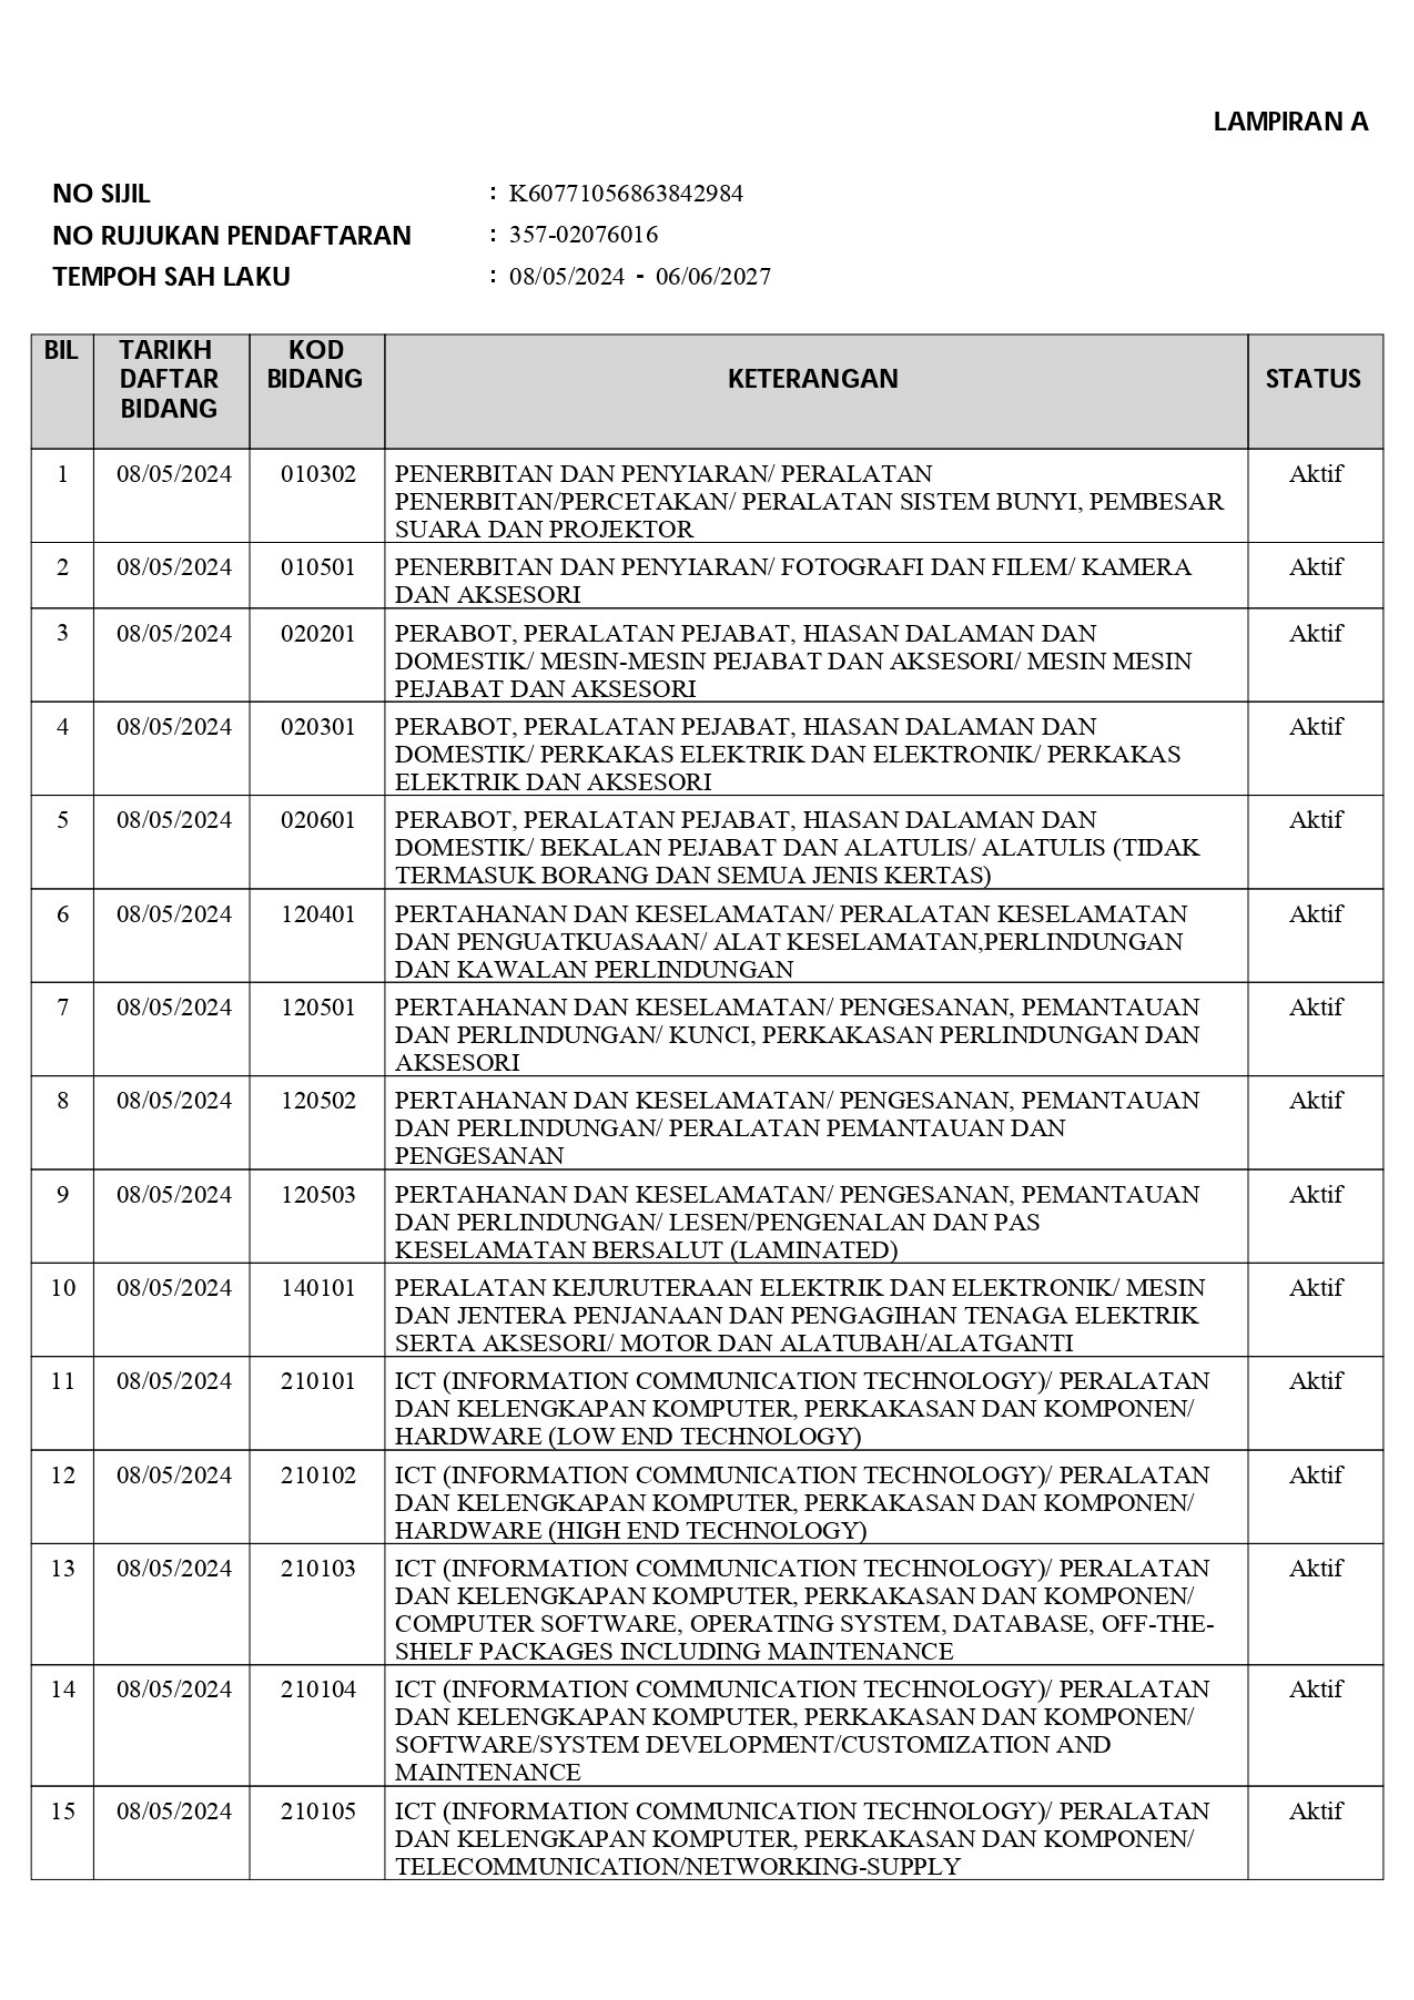 LAMPIRAN A
NO SIJIL : K60771056863842984
NO RUJUKAN PENDAFTARAN : 357-02076016
TEMPOH SAH LAKU : 08/05/2024 - 06/06/2027
BIL TARIKH DAFTAR BIDANG KOD BIDANG KETERANGAN STATUS
1 08/05/2024 010302 PENERBITAN DAN PENYIARAN/ PERALATAN Aktif
PENERBITAN/PERCETAKAN/ PERALATAN SISTEM BUNYI, PEMBESAR
SUARA DAN PROJEKTOR
2 08/05/2024 010501 PENERBITAN DAN PENYIARAN/ FOTOGRAFI DAN FILEM/ KAMERA Aktif
DAN AKSESORI
3 08/05/2024 020201 PERABOT, PERALATAN PEJABAT, HIASAN DALAMAN DAN Aktif
DOMESTIK/ MESIN-MESIN PEJABAT DAN AKSESORI/ MESIN MESIN
PEJABAT DAN AKSESORI
4 08/05/2024 020301 PERABOT, PERALATAN PEJABAT, HIASAN DALAMAN DAN Aktif
DOMESTIK/ PERKAKAS ELEKTRIK DAN ELEKTRONIK/ PERKAKAS
ELEKTRIK DAN AKSESORI
5 08/05/2024 020601 PERABOT, PERALATAN PEJABAT, HIASAN DALAMAN DAN Aktif
DOMESTIK/ BEKALAN PEJABAT DAN ALATULIS/ ALATULIS (TIDAK
TERMASUK BORANG DAN SEMUA JENIS KERTAS)
6 08/05/2024 120401 PERTAHANAN DAN KESELAMATAN/ PERALATAN KESELAMATAN Aktif
DAN PENGUATKUASAAN/ ALAT KESELAMATAN,PERLINDUNGAN
DAN KAWALAN PERLINDUNGAN
7 08/05/2024 120501 PERTAHANAN DAN KESELAMATAN/ PENGESANAN, PEMANTAUAN Aktif
DAN PERLINDUNGAN/ KUNCI, PERKAKASAN PERLINDUNGAN DAN
AKSESORI
8 08/05/2024 120502 PERTAHANAN DAN KESELAMATAN/ PENGESANAN, PEMANTAUAN Aktif
DAN PERLINDUNGAN/ PERALATAN PEMANTAUAN DAN
PENGESANAN
9 08/05/2024 120503 PERTAHANAN DAN KESELAMATAN/ PENGESANAN, PEMANTAUAN Aktif
DAN PERLINDUNGAN/ LESEN/PENGENALAN DAN PAS
KESELAMATAN BERSALUT (LAMINATED)
10 08/05/2024 140101 PERALATAN KEJURUTERAAN ELEKTRIK DAN ELEKTRONIK/ MESIN Aktif
DAN JENTERA PENJANAAN DAN PENGAGIHAN TENAGA ELEKTRIK
SERTA AKSESORI/ MOTOR DAN ALATUBAH/ALATGANTI
11 08/05/2024 210101 ICT (INFORMATION COMMUNICATION TECHNOLOGY)/ PERALATAN Aktif
DAN KELENGKAPAN KOMPUTER, PERKAKASAN DAN KOMPONEN/
HARDWARE (LOW END TECHNOLOGY)
12 08/05/2024 210102 ICT (INFORMATION COMMUNICATION TECHNOLOGY)/ PERALATAN Aktif
DAN KELENGKAPAN KOMPUTER, PERKAKASAN DAN KOMPONEN/
HARDWARE (HIGH END TECHNOLOGY)
13 08/05/2024 210103 ICT (INFORMATION COMMUNICATION TECHNOLOGY)/ PERALATAN Aktif
DAN KELENGKAPAN KOMPUTER, PERKAKASAN DAN KOMPONEN/
COMPUTER SOFTWARE, OPERATING SYSTEM, DATABASE, OFF-THE-
SHELF PACKAGES INCLUDING MAINTENANCE
14 08/05/2024 210104 ICT (INFORMATION COMMUNICATION TECHNOLOGY)/ PERALATAN Aktif
DAN KELENGKAPAN KOMPUTER, PERKAKASAN DAN KOMPONEN/
SOFTWARE/SYSTEM DEVELOPMENT/CUSTOMIZATION AND
MAINTENANCE
15 08/05/2024 210105 ICT (INFORMATION COMMUNICATION TECHNOLOGY)/ PERALATAN Aktif
DAN KELENGKAPAN KOMPUTER, PERKAKASAN DAN KOMPONEN/
TELECOMMUNICATION/NETWORKING-SUPPLY